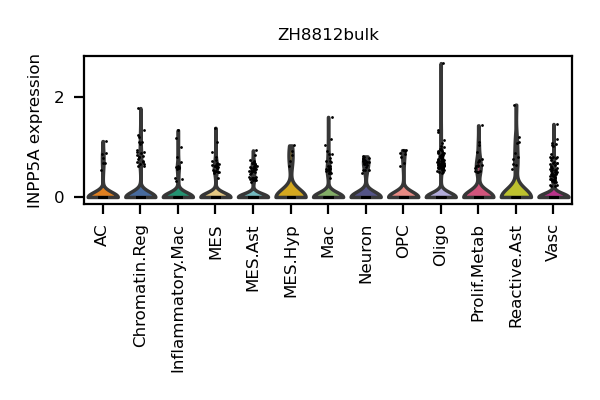 ZH8812bulk
INPP5A expression
2
0
AC
Chromatin.Reg
Inflammatory.Mac
MES
MES.Ast
MES.Hyp
Mac
Neuron
OPC
Oligo
Prolif.Metab
Reactive.Ast
Vasc